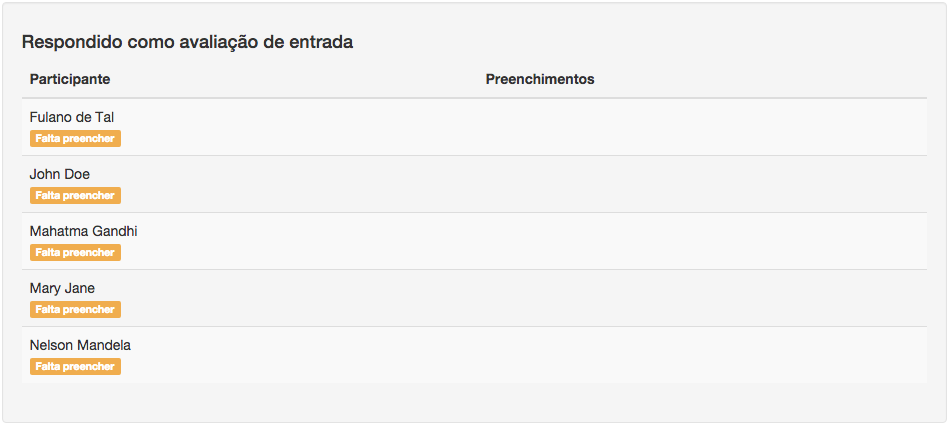 Respondido como avaliação de entrada
Participante Preenchimentos
Fulano de Tal
Falta preencher
John Doe
Falta preencher
Mahatma Gandhi
Falta preencher
Mary Jane
Falta preencher
Nelson Mandela
Falta preencher